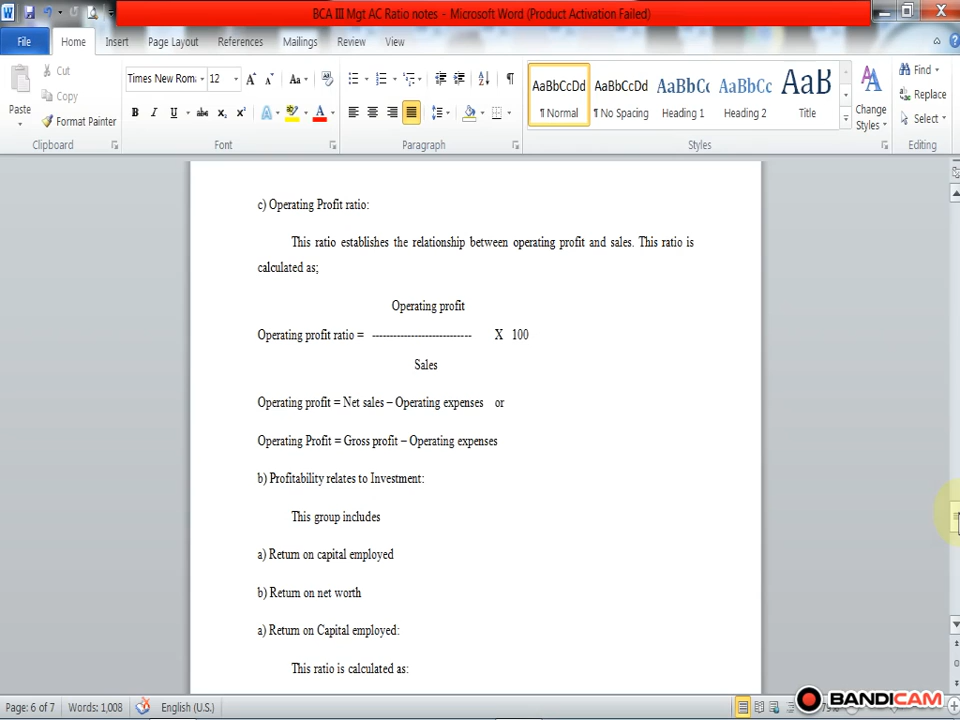 BCA III Mgt AC Ratio notes - Microsoft Word (Product Activation Failed)
File Home Insert Page Layout References Mailings Review View
Paste
Cut
Copy
Format Painter
Clipboard
Times New Rom 12
Font
Paragraph
AaBbCcDd AaBbCcDd AaBbCc AaBbCc AaB
¶ Normal ¶ No Spacing Heading 1 Heading 2 Title
Styles
Change Styles
Find
Replace
Select
Editing
c) Operating Profit ratio:
This ratio establishes the relationship between operating profit and sales. This ratio is
calculated as;
Operating profit
Operating profit ratio = ---------------------------- X 100
Sales
Operating profit = Net sales – Operating expenses or
Operating Profit = Gross profit – Operating expenses
b) Profitability relates to Investment:
This group includes
a) Return on capital employed
b) Return on net worth
a) Return on Capital employed:
This ratio is calculated as:
Page: 6 of 7 Words: 1,008 English (U.S.)
BANDICAM